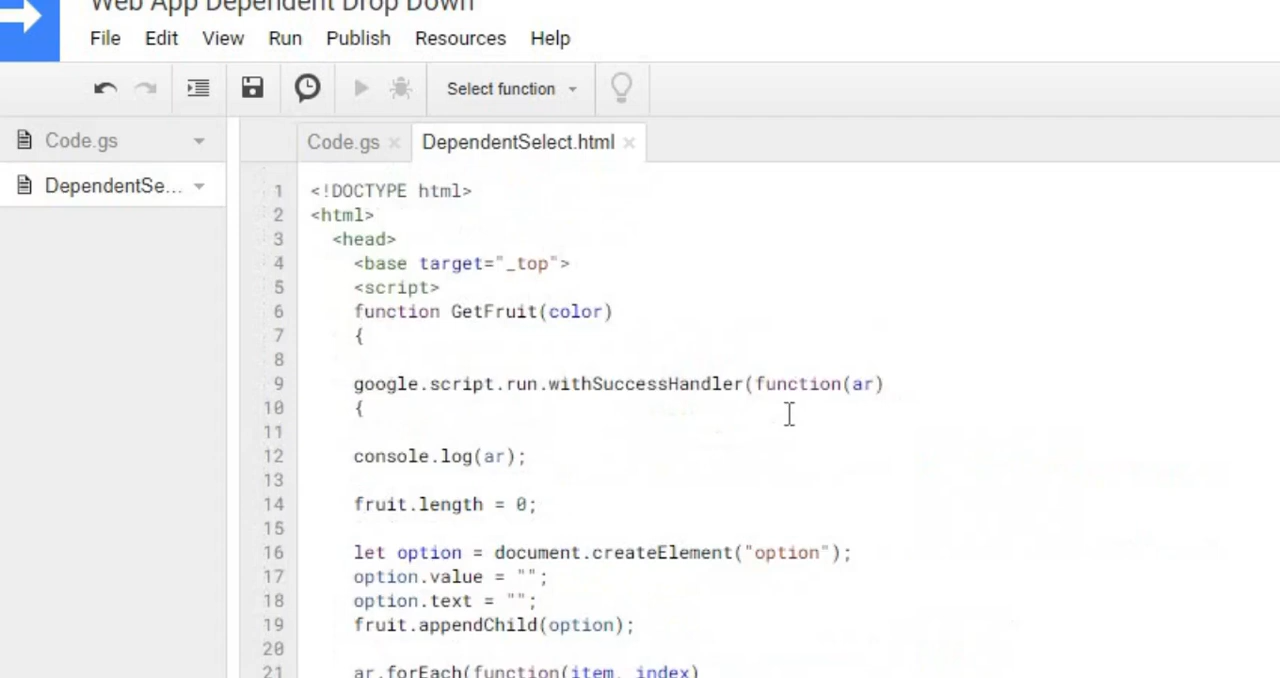 Web App Dependent Drop Down
File Edit View Run Publish Resources Help
Select function
Code.gs
DependentSe...
Code.gs DependentSelect.html
1 <!DOCTYPE html>
2 <html>
3 <head>
4 <base target="_top">
5 <script>
6 function GetFruit(color)
7 {
8
9 google.script.run.withSuccessHandler(function(ar)
10 {
11
12 console.log(ar);
13
14 fruit.length = 0;
15
16 let option = document.createElement("option");
17 option.value = "";
18 option.text = "";
19 fruit.appendChild(option);
20
21 ar.forEach(function(item, index)